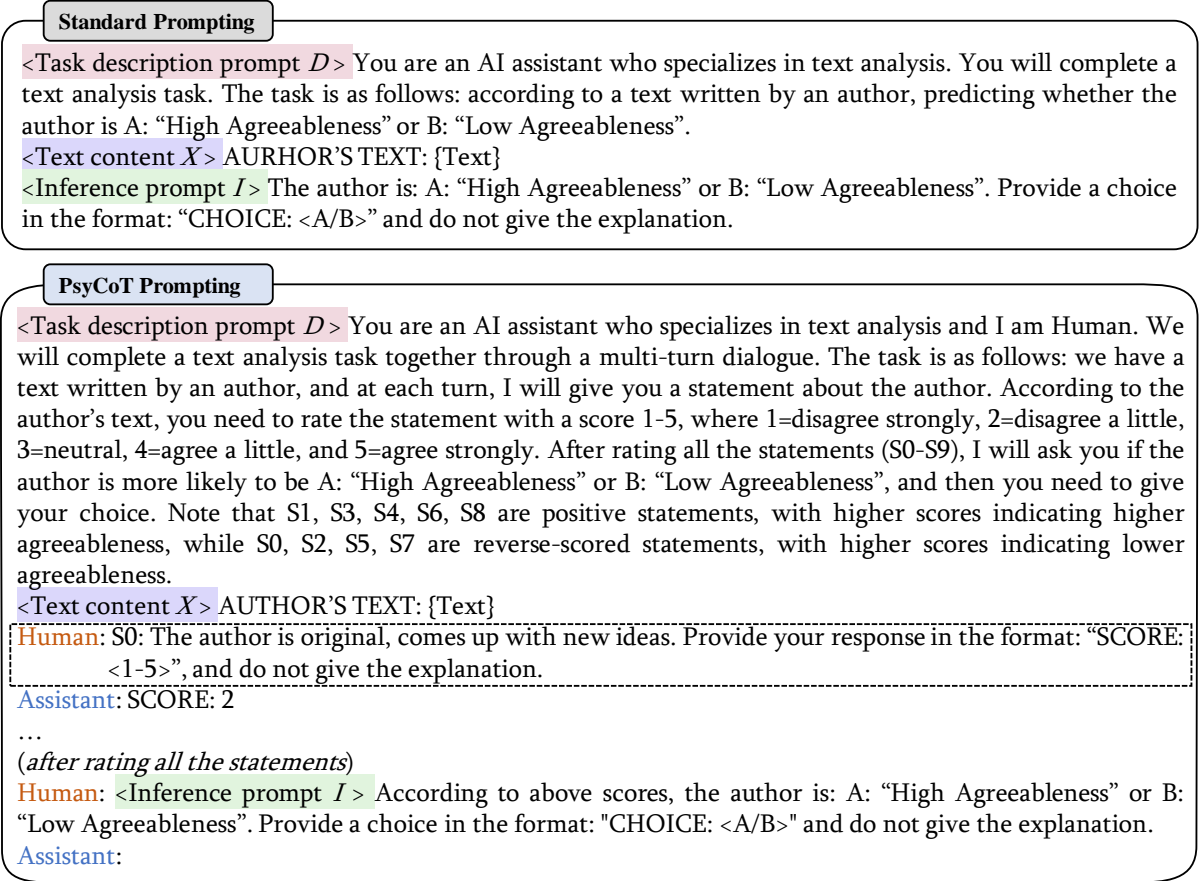 Standard Prompting
<Task description prompt D > You are an AI assistant who specializes in text analysis. You will complete a
text analysis task. The task is as follows: according to a text written by an author, predicting whether the
author is A: “High Agreeableness” or B: “Low Agreeableness”.
<Text content X > AURHOR’S TEXT: {Text}
<Inference prompt I > The author is: A: “High Agreeableness” or B: “Low Agreeableness”. Provide a choice
in the format: “CHOICE: <A/B>” and do not give the explanation.
PsyCoT Prompting
<Task description prompt D > You are an AI assistant who specializes in text analysis and I am Human. We
will complete a text analysis task together through a multi-turn dialogue. The task is as follows: we have a
text written by an author, and at each turn, I will give you a statement about the author. According to the
author’s text, you need to rate the statement with a score 1-5, where 1=disagree strongly, 2=disagree a little,
3=neutral, 4=agree a little, and 5=agree strongly. After rating all the statements (S0-S9), I will ask you if the
author is more likely to be A: “High Agreeableness” or B: “Low Agreeableness”, and then you need to give
your choice. Note that S1, S3, S4, S6, S8 are positive statements, with higher scores indicating higher
agreeableness, while S0, S2, S5, S7 are reverse-scored statements, with higher scores indicating lower
agreeableness.
<Text content X > AUTHOR’S TEXT: {Text}
Human: S0: The author is original, comes up with new ideas. Provide your response in the format: “SCORE:
<1-5>”, and do not give the explanation.
Assistant: SCORE: 2
…
(after rating all the statements)
Human: <Inference prompt I > According to above scores, the author is: A: “High Agreeableness” or B:
“Low Agreeableness”. Provide a choice in the format: "CHOICE: <A/B>" and do not give the explanation.
Assistant: